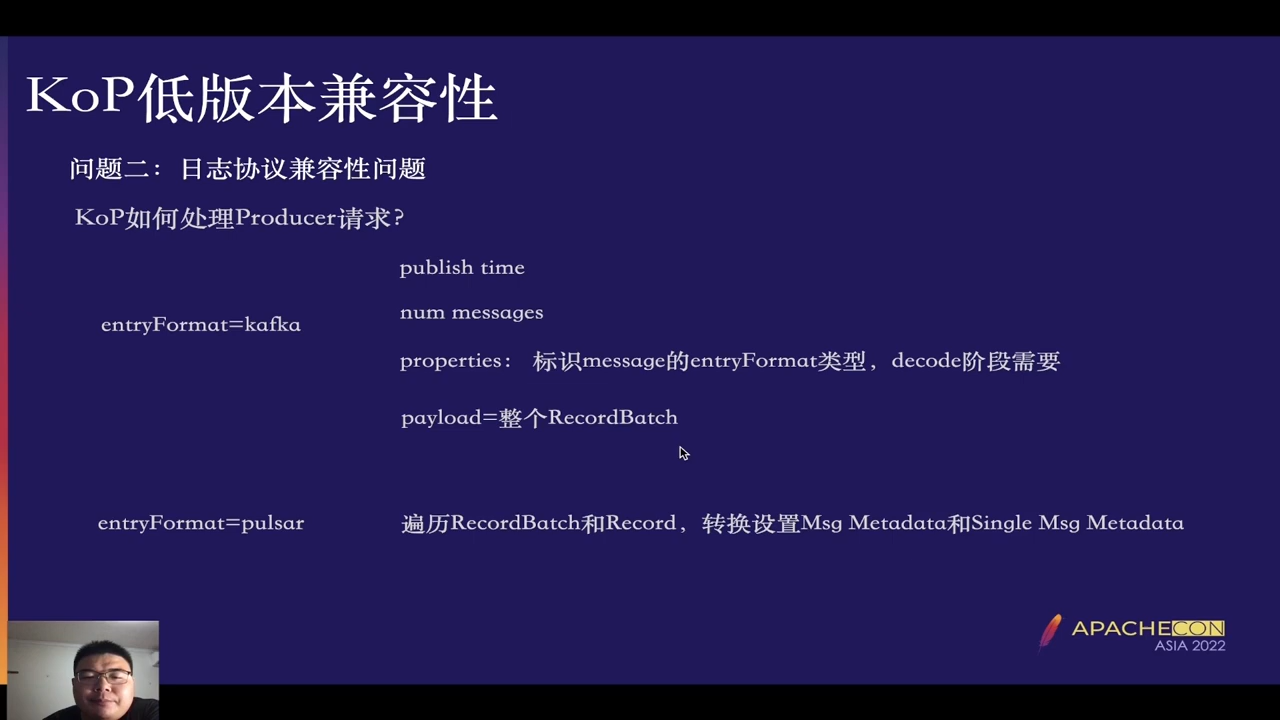 KoP低版本兼容性
问题二：日志协议兼容性问题
KoP如何处理Producer请求?
publish time
entryFormat=kafka
num messages
properties： 标识message的entryFormat类型，decode阶段需要
payload=整个RecordBatch
entryFormat=pulsar
遍历RecordBatch和Record，转换设置Msg Metadata和Single Msg Metadata
APACHECON
ASIA 2022